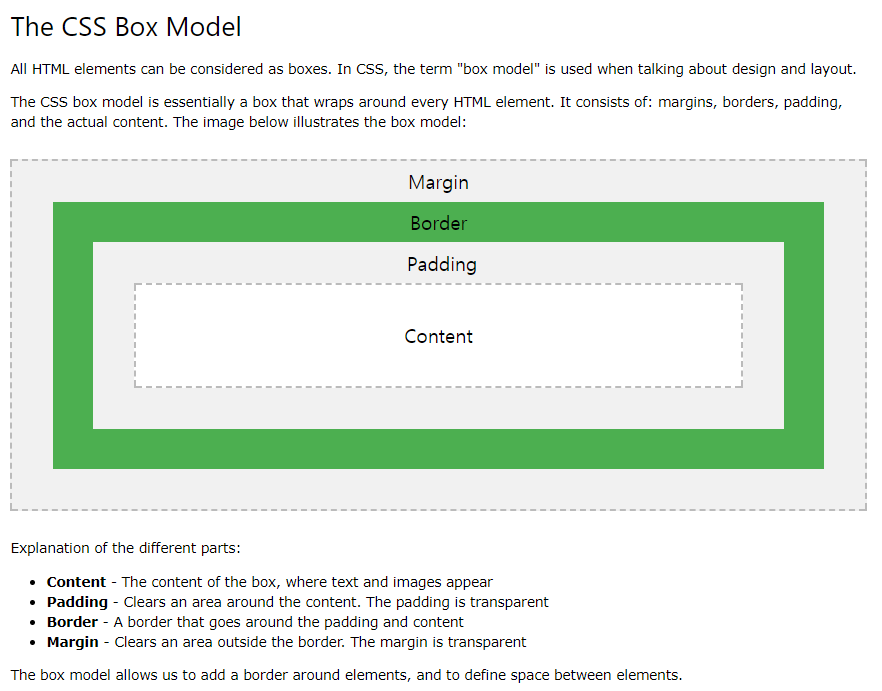 The CSS Box Model
All HTML elements can be considered as boxes. In CSS, the term "box model" is used when talking about design and layout.
The CSS box model is essentially a box that wraps around every HTML element. It consists of: margins, borders, padding,
and the actual content. The image below illustrates the box model:
Margin
Border
Padding
Content
Explanation of the different parts:
• Content - The content of the box, where text and images appear
• Padding - Clears an area around the content. The padding is transparent
• Border - A border that goes around the padding and content
• Margin - Clears an area outside the border. The margin is transparent
The box model allows us to add a border around elements, and to define space between elements.